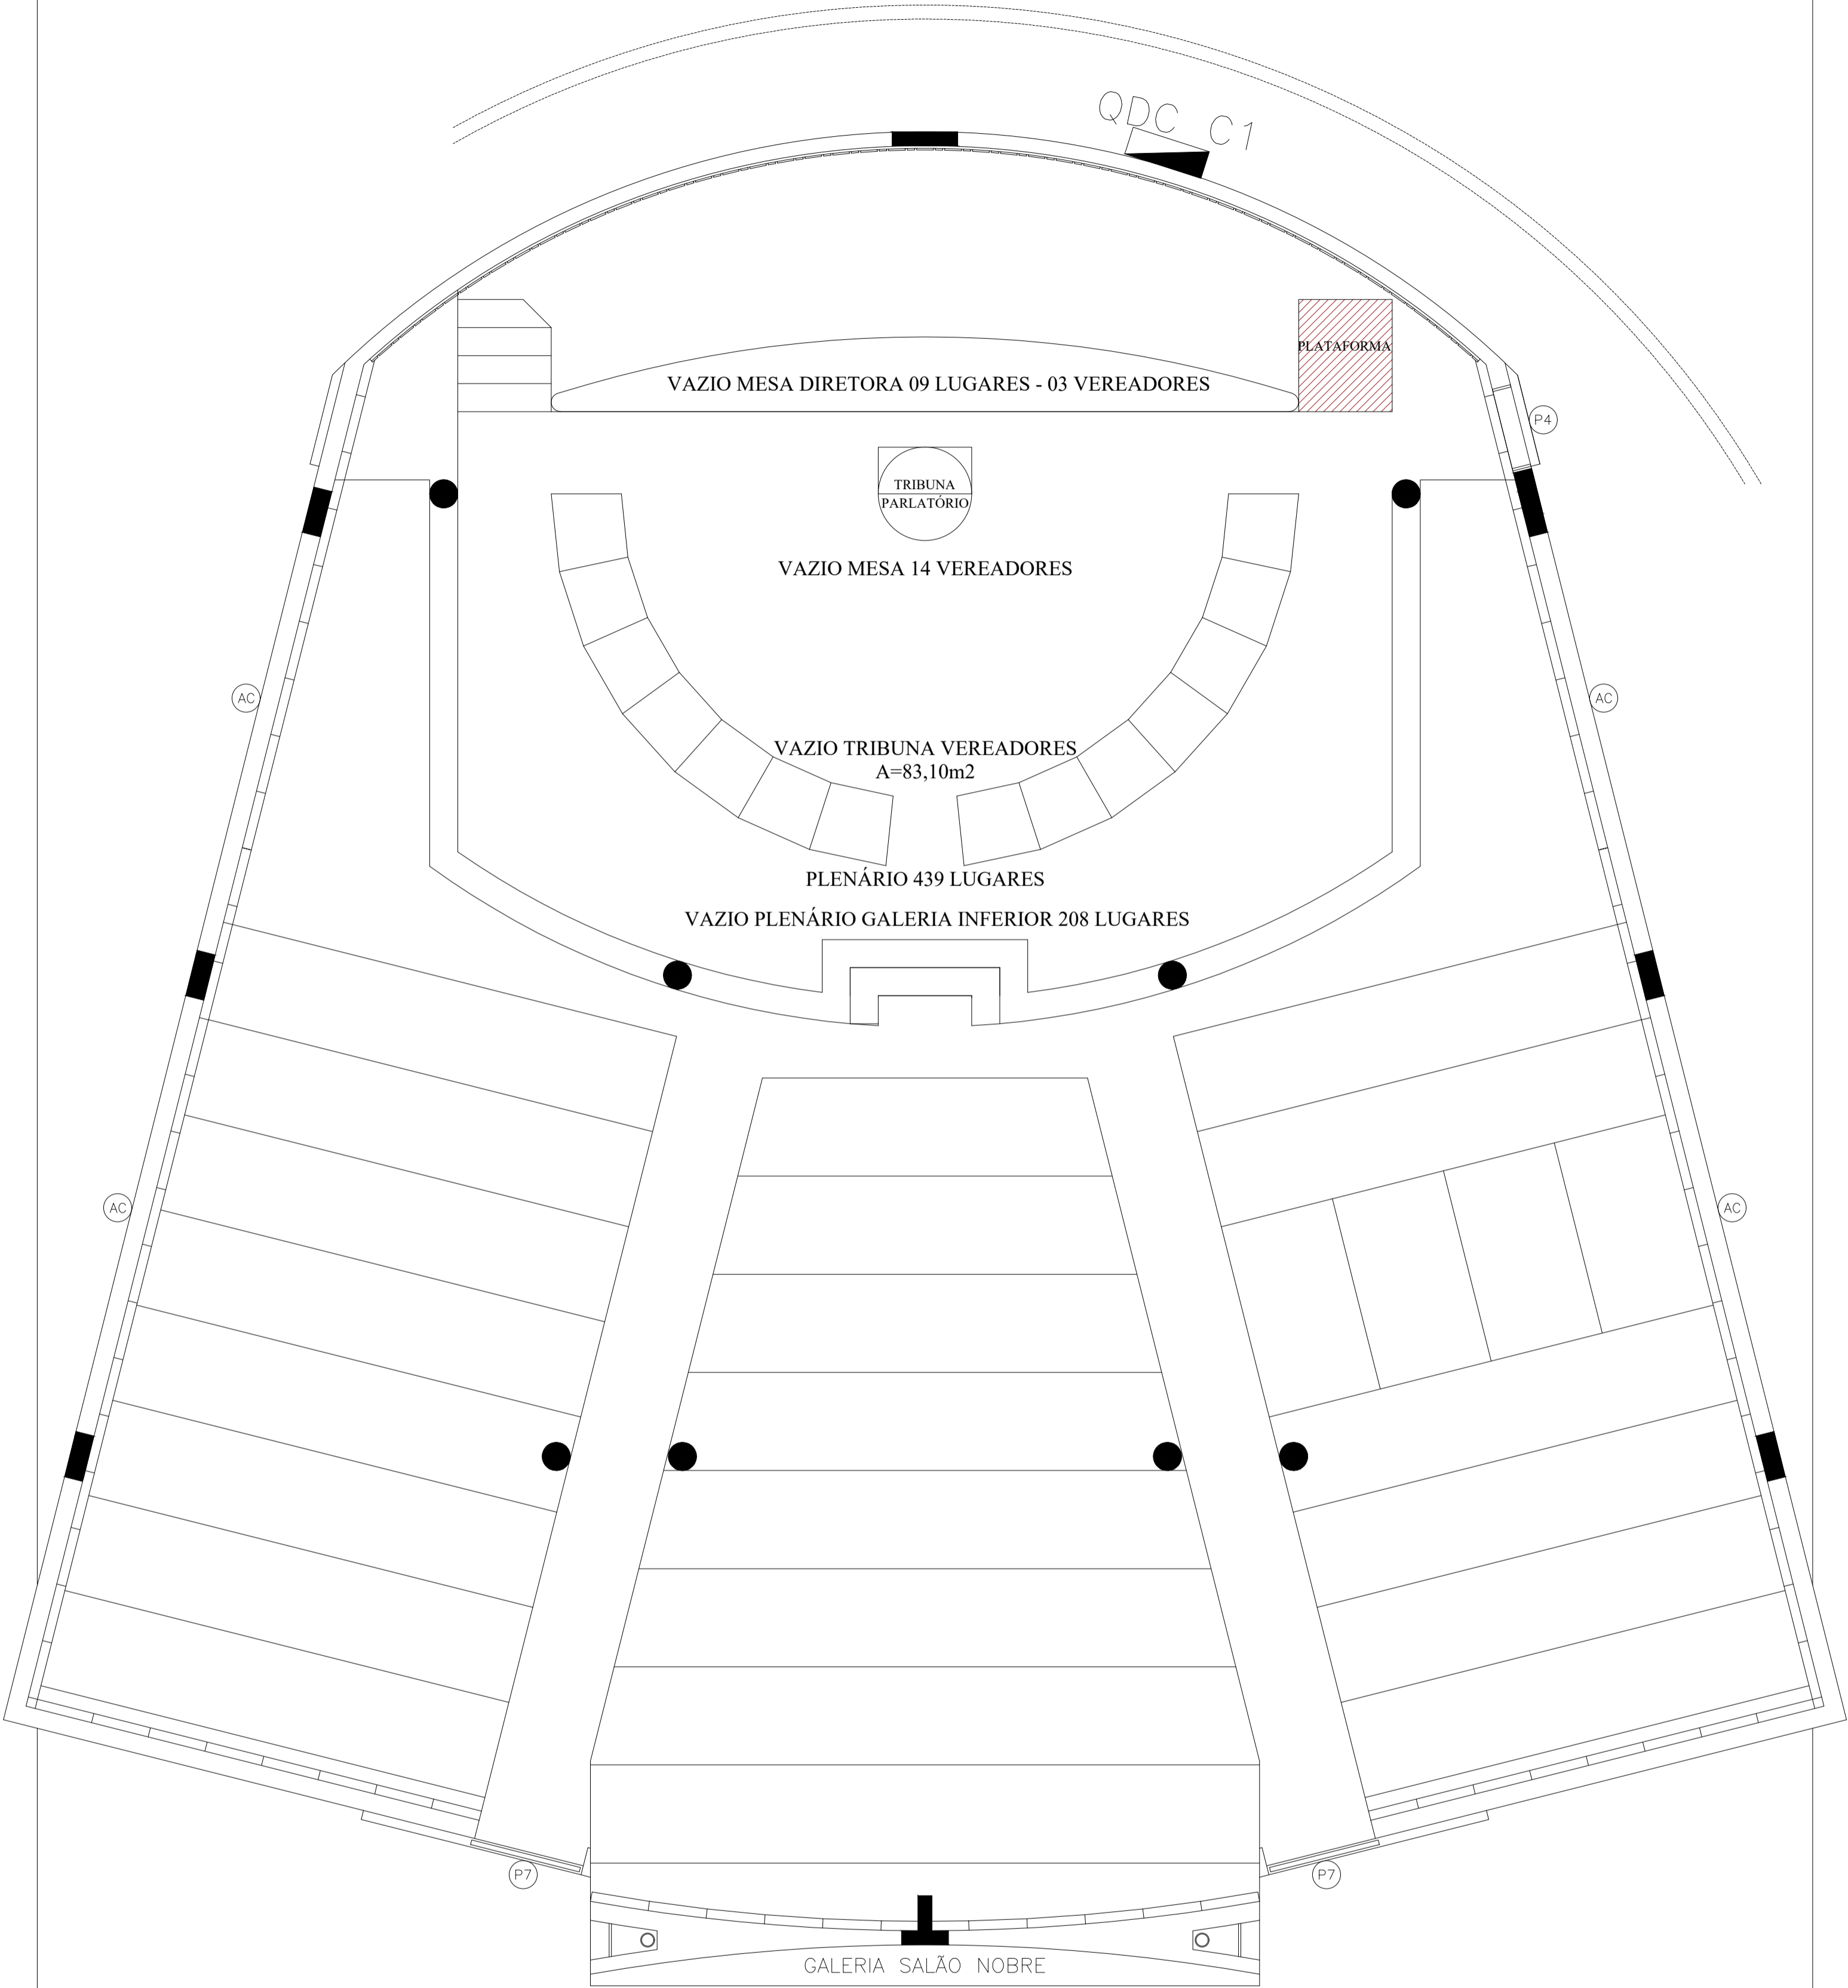 QDC C1
PLATAFORMA
VAZIO MESA DIRETORA 09 LUGARES - 03 VEREADORES
P4
TRIBUNA
PARLATÓRIO
VAZIO MESA 14 VEREADORES
AC
AC
VAZIO TRIBUNA VEREADORES
A=83,10m2
PLENÁRIO 439 LUGARES
VAZIO PLENÁRIO GALERIA INFERIOR 208 LUGARES
AC
AC
P7
P7
GALERIA SALÃO NOBRE